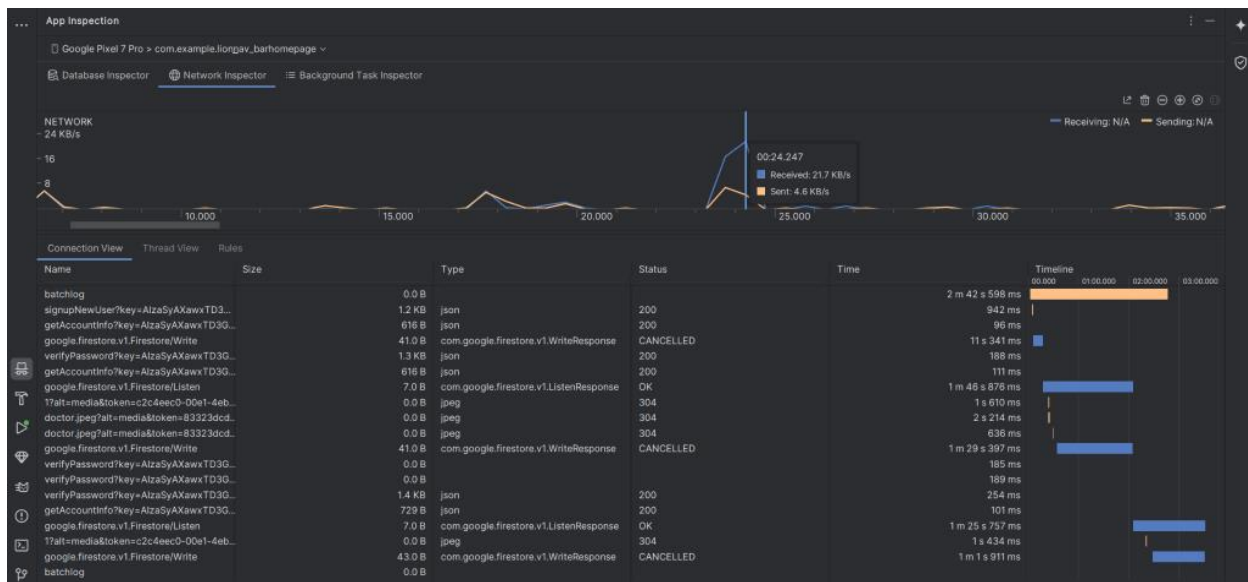 App Inspection
Google Pixel 7 Pro > com.example.lionnav_barhomepage
Database Inspector Network Inspector Background Task Inspector
NETWORK
24 KB/s
Receiving: N/A Sending: N/A
16
00:24.247
Received: 21.7 KB/s
8
Sent: 4.6 KB/s
10.000 15.000 20.000 25.000 30.000 35.000
Connection View Thread View Rules
Name Size Type Status Time Timeline
00.000 01:00.000 02:00.000 03:00.000
batchlog 0.0 B 2 m 42 s 598 ms
signupNewUser?key=AIzaSyAXawxTD3... 1.2 KB json 200 942 ms
getAccountInfo?key=AIzaSyAXawxTD3G... 616 B json 200 96 ms
google.firestore.v1.Firestore/Write 41.0 B com.google.firestore.v1.WriteResponse CANCELLED 11 s 341 ms
verifyPassword?key=AIzaSyAXawxTD3G... 1.3 KB json 200 188 ms
getAccountInfo?key=AIzaSyAXawxTD3G... 616 B json 200 111 ms
google.firestore.v1.Firestore/Listen 7.0 B com.google.firestore.v1.ListenResponse OK 1 m 46 s 876 ms
1?alt=media&token=c2c4eec0-00e1-4eb... 0.0 B jpeg 304 1 s 610 ms
doctor.jpeg?alt=media&token=83323dcd... 0.0 B jpeg 304 2 s 214 ms
doctor.jpeg?alt=media&token=83323dcd... 0.0 B jpeg 304 636 ms
google.firestore.v1.Firestore/Write 41.0 B com.google.firestore.v1.WriteResponse CANCELLED 1 m 29 s 397 ms
verifyPassword?key=AIzaSyAXawxTD3G... 0.0 B 185 ms
verifyPassword?key=AIzaSyAXawxTD3G... 0.0 B 189 ms
verifyPassword?key=AIzaSyAXawxTD3G... 1.4 KB json 200 254 ms
getAccountInfo?key=AIzaSyAXawxTD3G... 729 B json 200 101 ms
google.firestore.v1.Firestore/Listen 7.0 B com.google.firestore.v1.ListenResponse OK 1 m 25 s 757 ms
1?alt=media&token=c2c4eec0-00e1-4eb... 0.0 B jpeg 304 1 s 434 ms
google.firestore.v1.Firestore/Write 43.0 B com.google.firestore.v1.WriteResponse CANCELLED 1 m 1 s 911 ms
batchlog 0.0 B